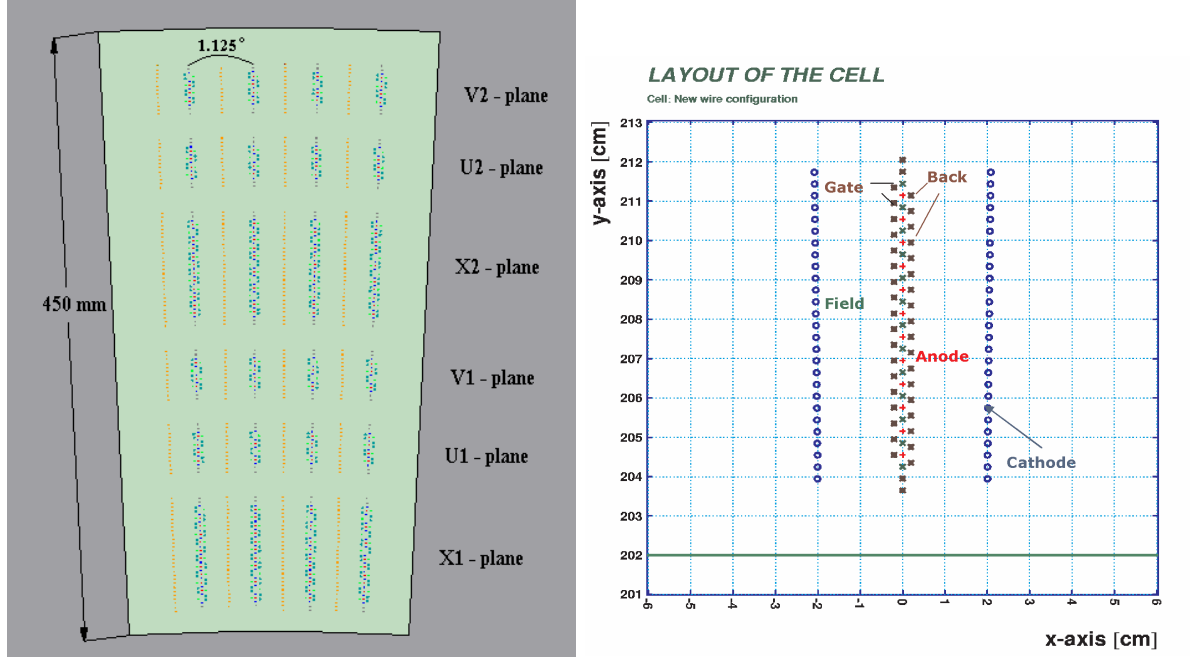 1.125°
V2 - plane
U2 - plane
X2 - plane
450 mm
V1 - plane
U1 - plane
X1 - plane
LAYOUT OF THE CELL
Cell: New wire configuration
y-axis [cm]
213
212
211
210
209
208
207
206
205
204
203
202
201
Gate
Back
Field
Anode
Cathode
-6 -5 -4 -3 -2 -1 0 1 2 3 4 5 6
x-axis [cm]